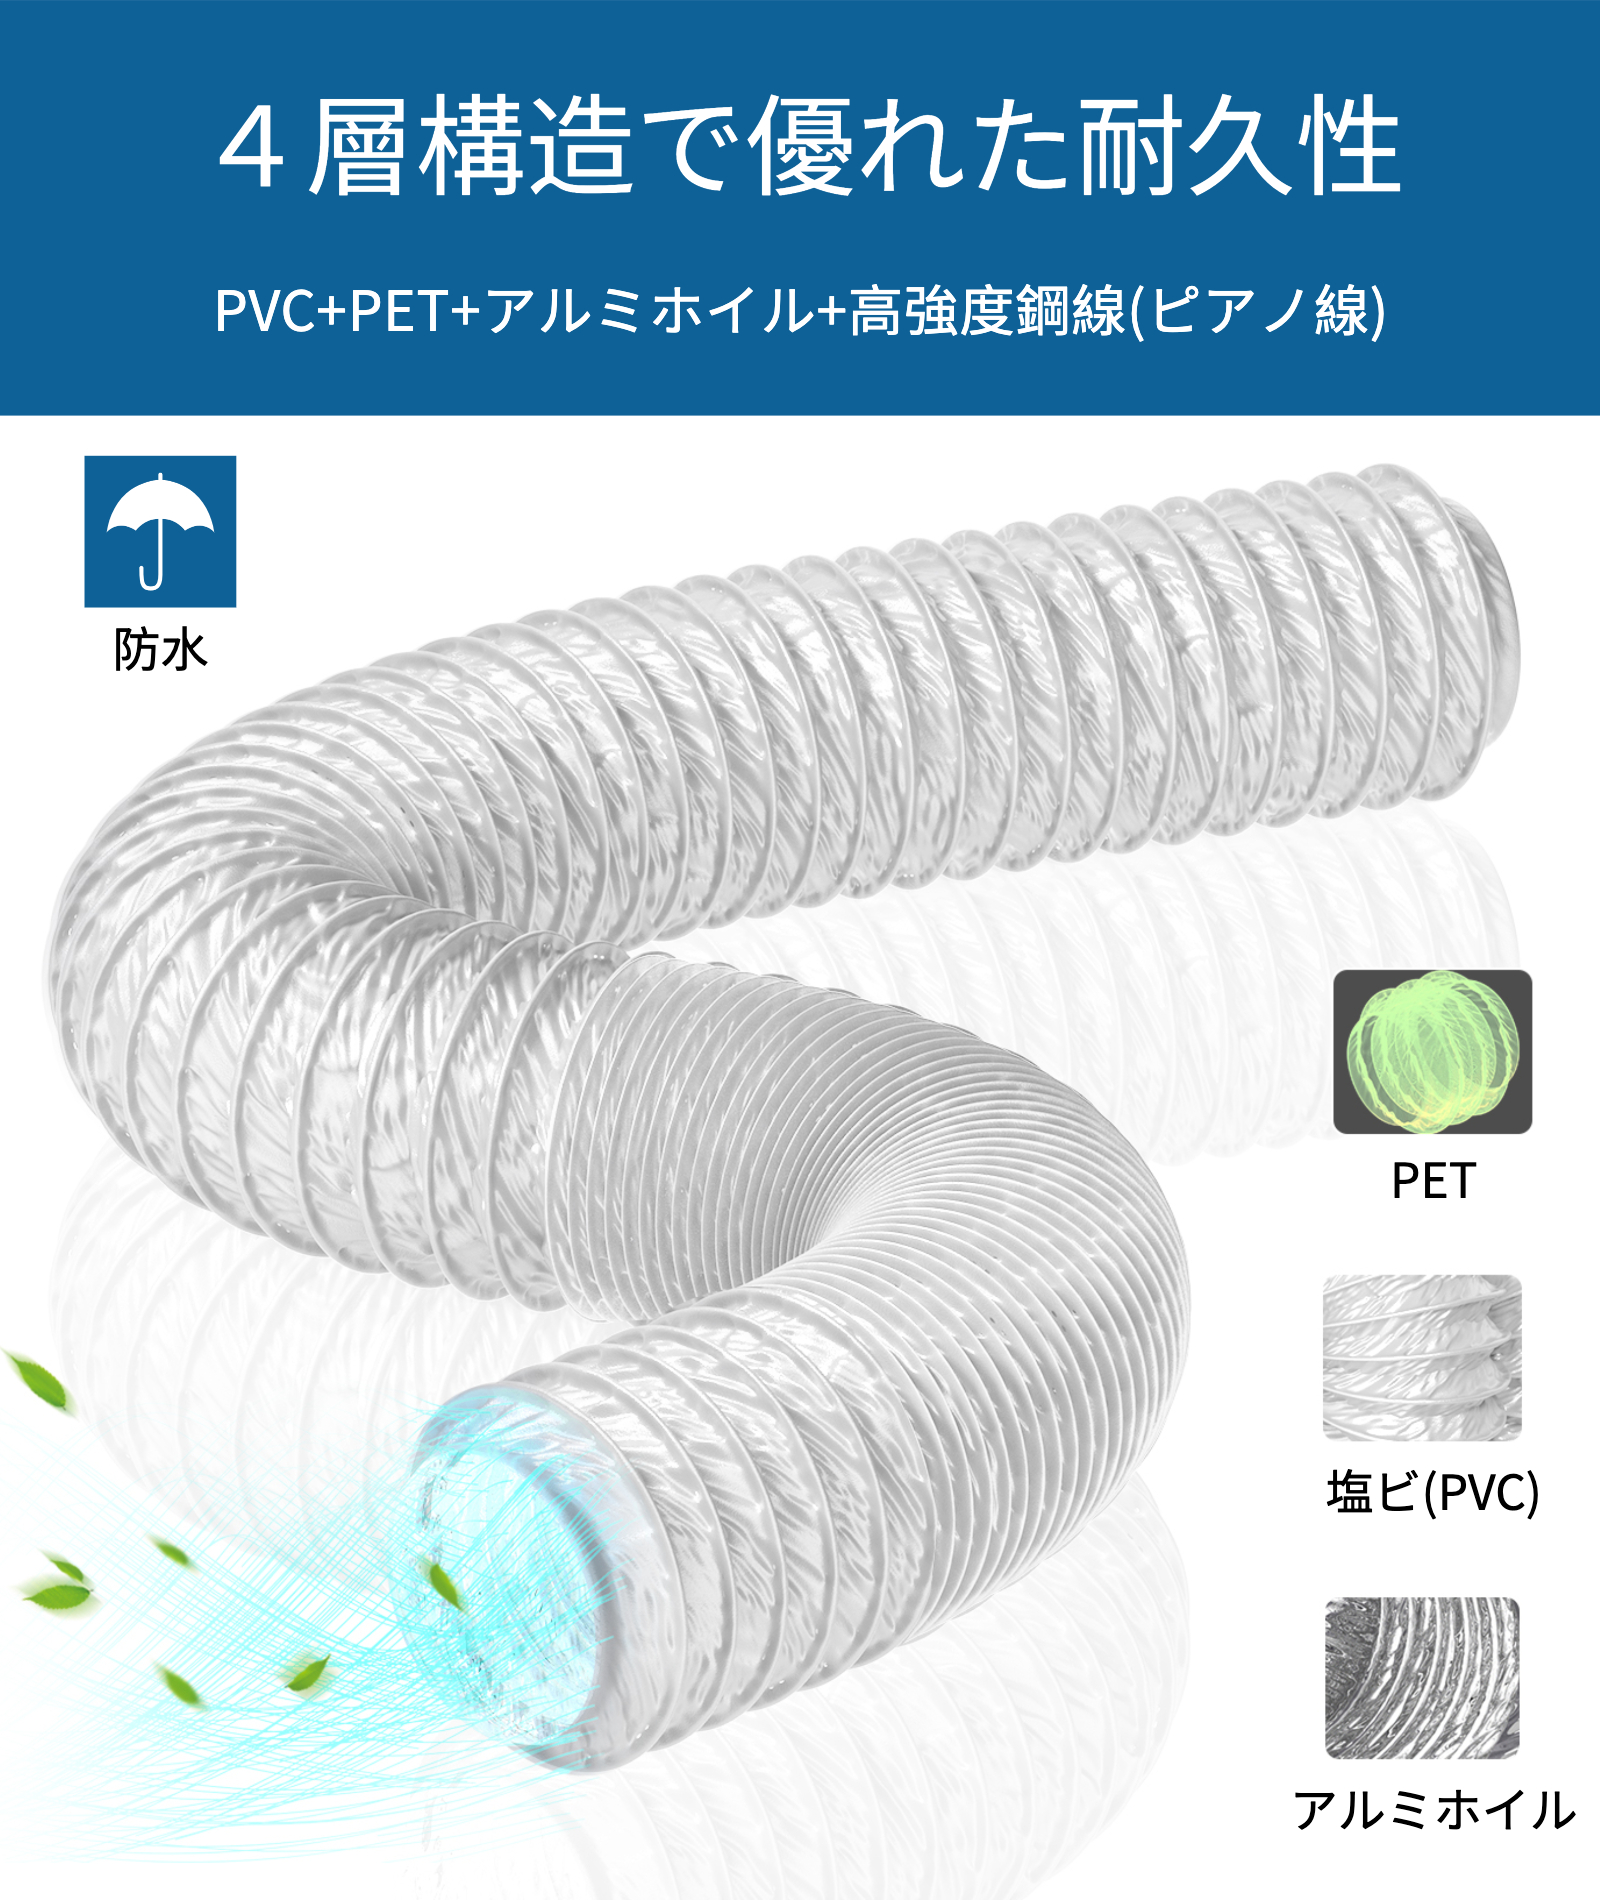 ４層構造で優れた耐久性
PVC+PET+アルミホイル+高強度鋼線(ピアノ線)
防水
PET
塩ビ(PVC)
アルミホイル